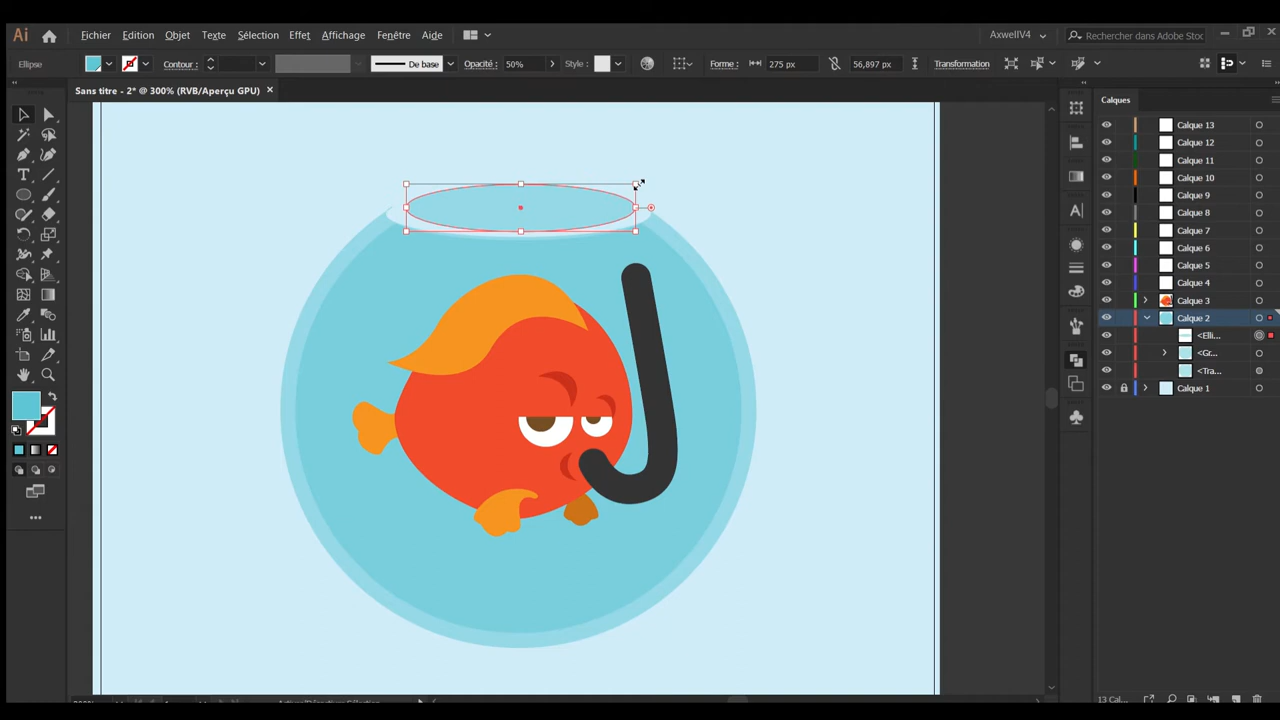 Ai Fichier Edition Objet Texte Sélection Effet Affichage Fenêtre Aide AxwellV4 Rechercher dans Adobe Stoc
Ellipse Contour : De base Opacité : 50% Style : Forme : 275 px 56,897 px Transformation
Sans titre - 2* @ 300% (RVB/Aperçu GPU) ×
Calques
Calque 13
Calque 12
Calque 11
Calque 10
Calque 9
Calque 8
Calque 7
Calque 6
Calque 5
Calque 4
Calque 3
Calque 2
<Elli...
<Gr...
<Tra...
Calque 1
13 Cal...